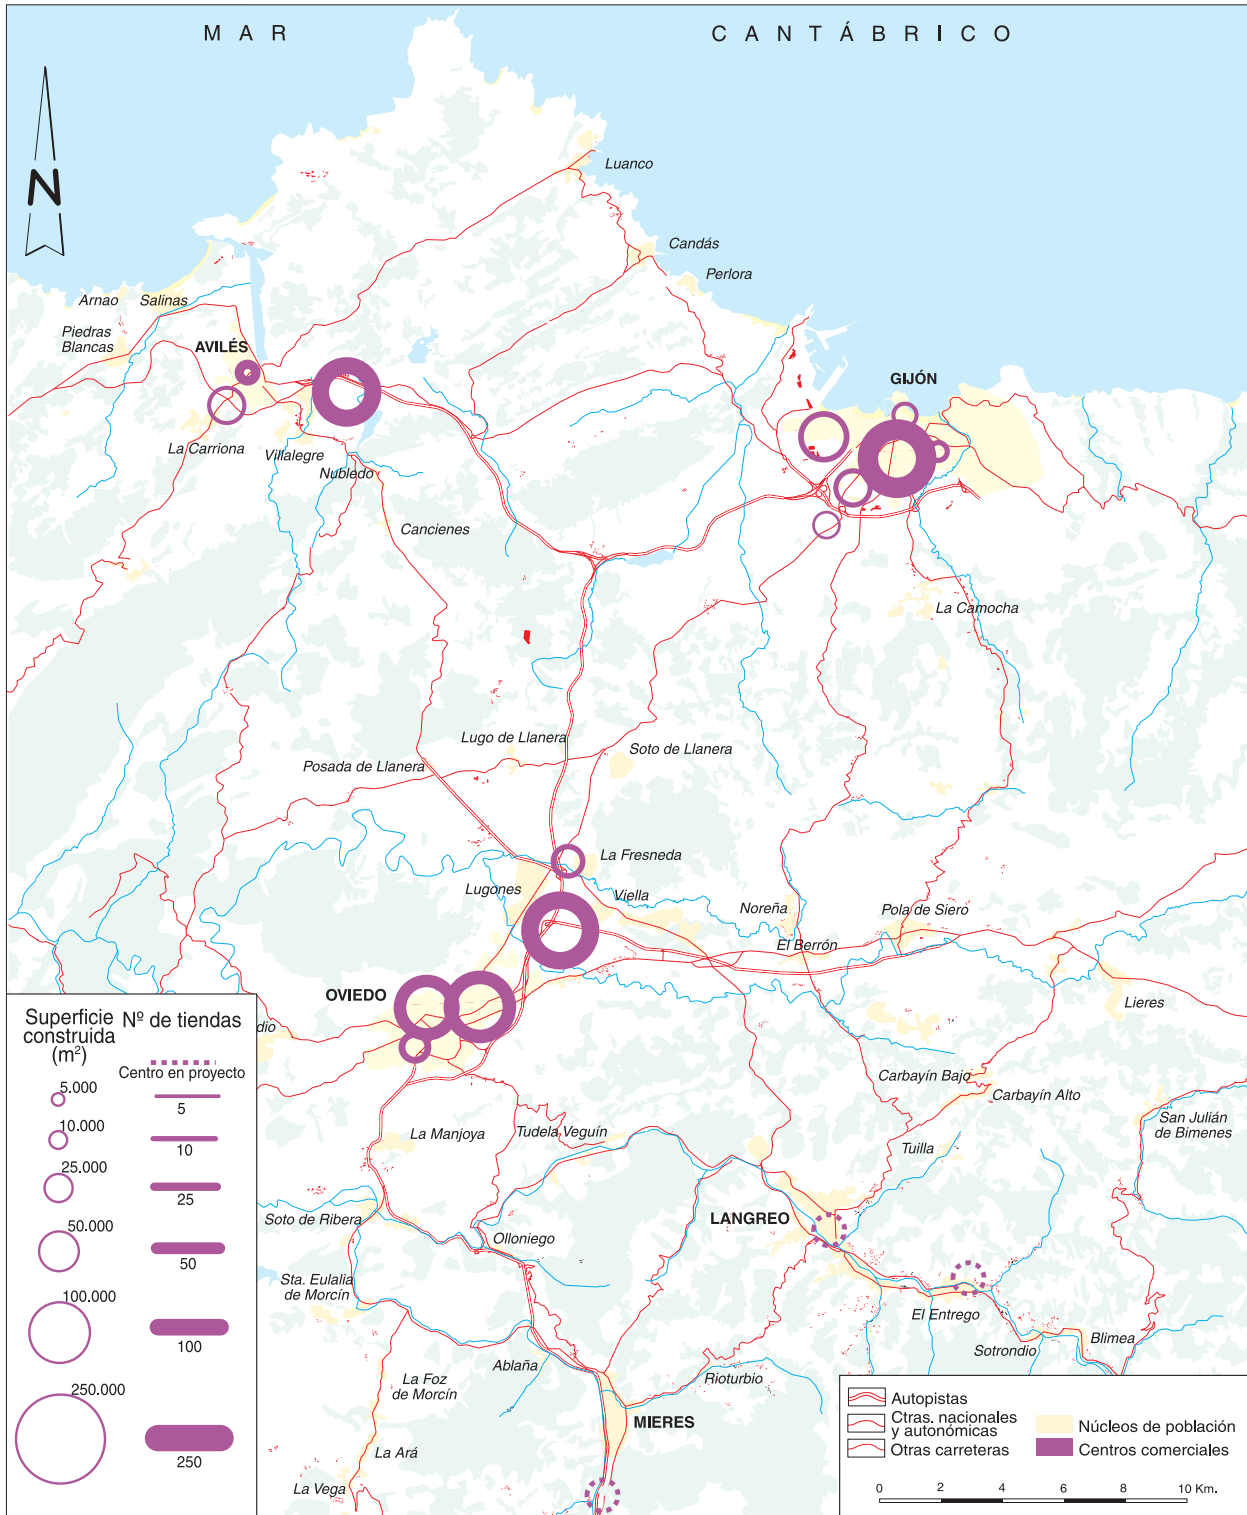 MAR CANTÁBRICO
N
Luanco
Candás
Perlora
Arnao
Salinas
Piedras
Blancas
AVILÉS
GIJÓN
La Carriona
Villalegre
Nubledo
Cancienes
La Camocha
Lugo de Llanera
Soto de Llanera
Posada de Llanera
La Fresneda
Lugones
Viella
Noreña
Pola de Siero
El Berrón
OVIEDO
Lieres
dio
Carbayín Bajo
Carbayín Alto
San Julián
de Bimenes
La Manjoya
Tudela Veguín
Tuilla
Soto de Ribera
LANGREO
Olloniego
Sta. Eulalia
de Morcín
El Entrego
Sotrondio
Blimea
Ablaña
Rioturbio
La Foz
de Morcín
MIERES
La Ará
La Vega
Superficie
construida
(m²)
Nº de tiendas
Centro en proyecto
5.000
5
10.000
10
25.000
25
50.000
50
100.000
100
250.000
250
Autopistas
Ctras. nacionales
y autonómicas
Otras carreteras
Núcleos de población
Centros comerciales
0 2 4 6 8 10 Km.